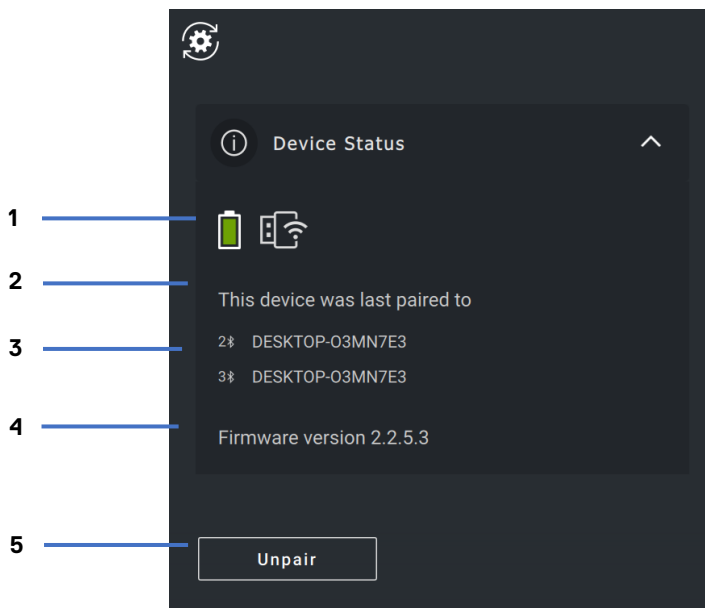 Device Status
1
2
This device was last paired to
3
2 DESKTOP-O3MN7E3
3 DESKTOP-O3MN7E3
4
Firmware version 2.2.5.3
5
Unpair